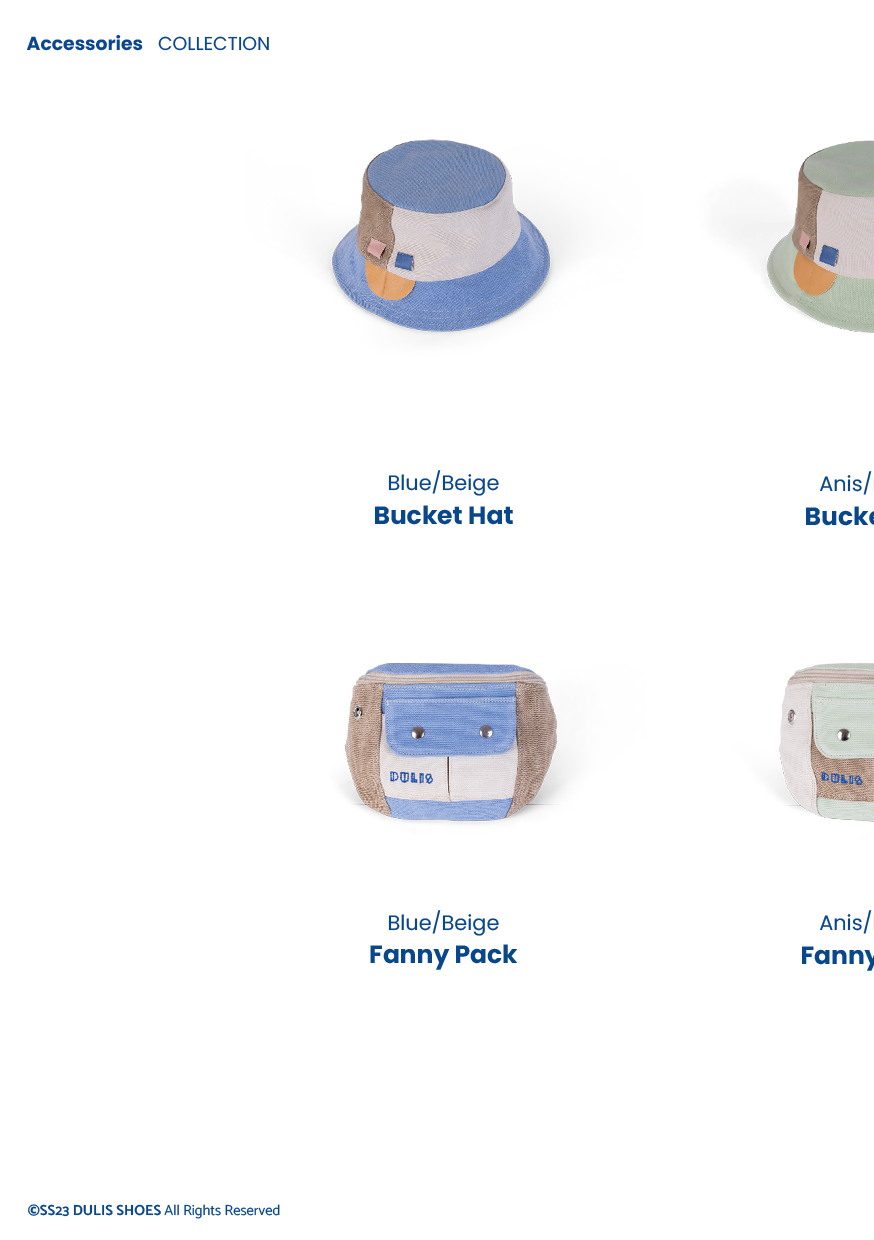 Accessories COLLECTION
Blue/Beige
Bucket Hat
Anis/
Bucke
DULIS
DULIS
Blue/Beige
Fanny Pack
Anis/
Fanny
©SS23 DULIS SHOES All Rights Reserved